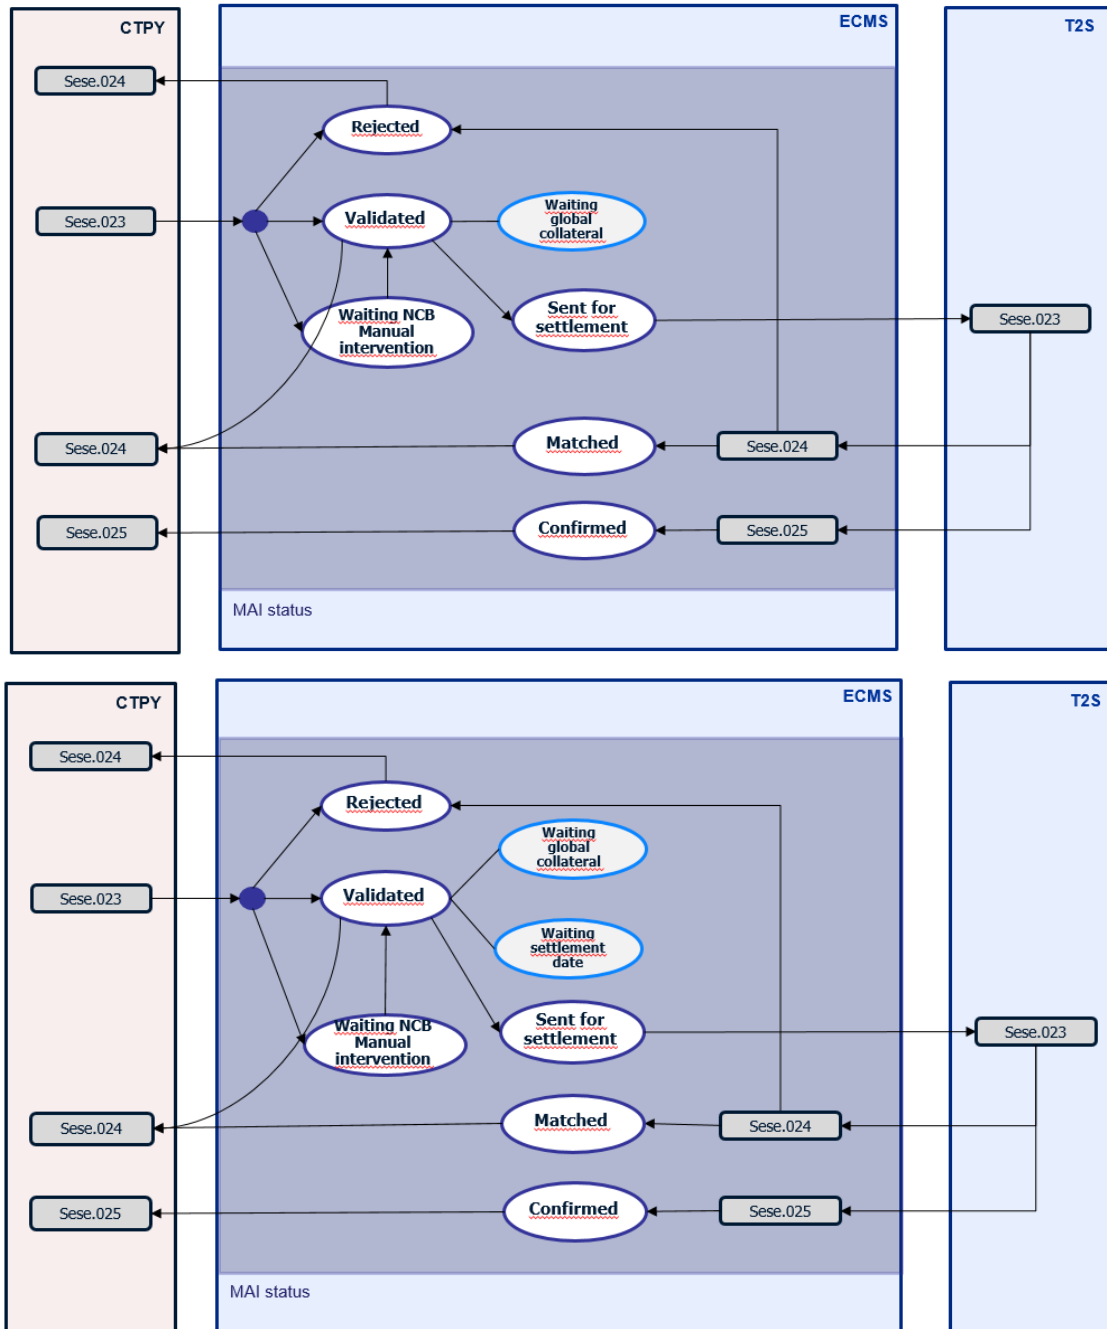 CTPY
ECMS
T2S
Sese.024
Rejected
Sese.023
Validated
Waiting
global
collateral
Waiting NCB
Manual
intervention
Sent for
settlement
Sese.023
Sese.024
Matched
Sese.024
Sese.025
Confirmed
Sese.025
MAI status
CTPY
ECMS
T2S
Sese.024
Rejected
Waiting
global
collateral
Sese.023
Validated
Waiting
settlement
date
Waiting NCB
Manual
intervention
Sent for
settlement
Sese.023
Sese.024
Matched
Sese.024
Sese.025
Confirmed
Sese.025
MAI status